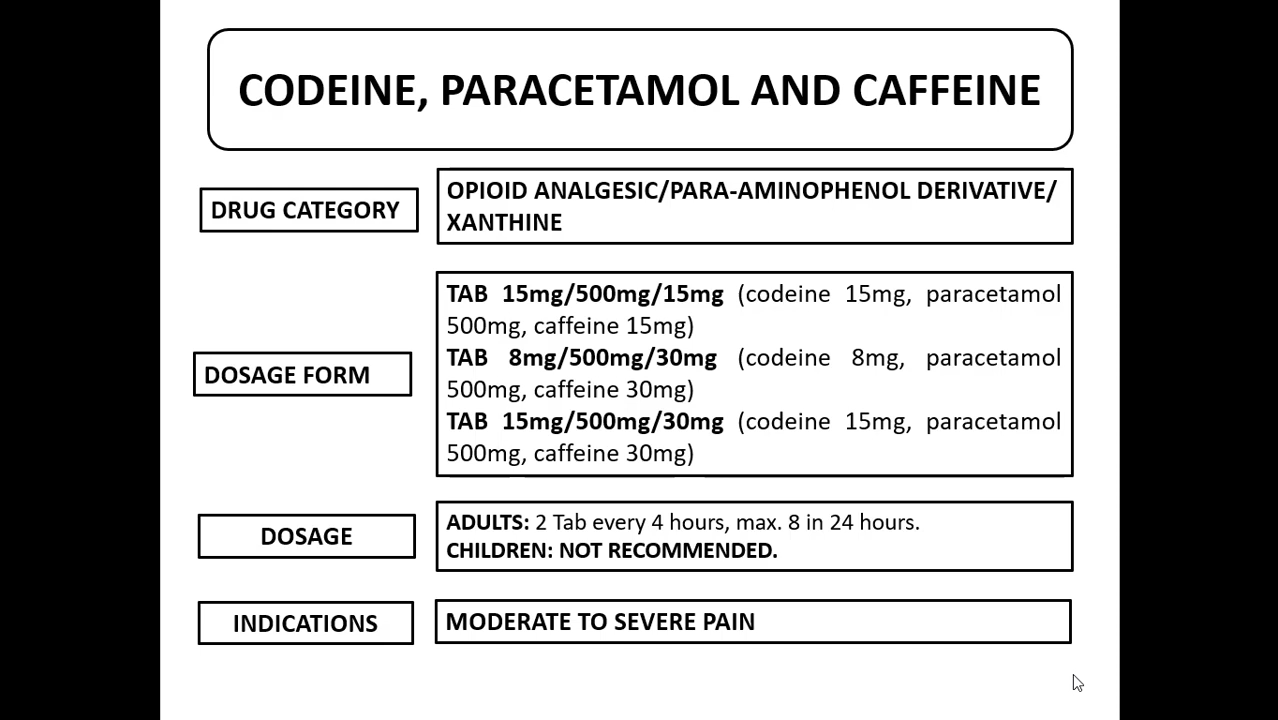 CODEINE, PARACETAMOL AND CAFFEINE
DRUG CATEGORY
OPIOID ANALGESIC/PARA-AMINOPHENOL DERIVATIVE/
XANTHINE
DOSAGE FORM
TAB 15mg/500mg/15mg (codeine 15mg, paracetamol
500mg, caffeine 15mg)
TAB 8mg/500mg/30mg (codeine 8mg, paracetamol
500mg, caffeine 30mg)
TAB 15mg/500mg/30mg (codeine 15mg, paracetamol
500mg, caffeine 30mg)
DOSAGE
ADULTS: 2 Tab every 4 hours, max. 8 in 24 hours.
CHILDREN: NOT RECOMMENDED.
INDICATIONS
MODERATE TO SEVERE PAIN